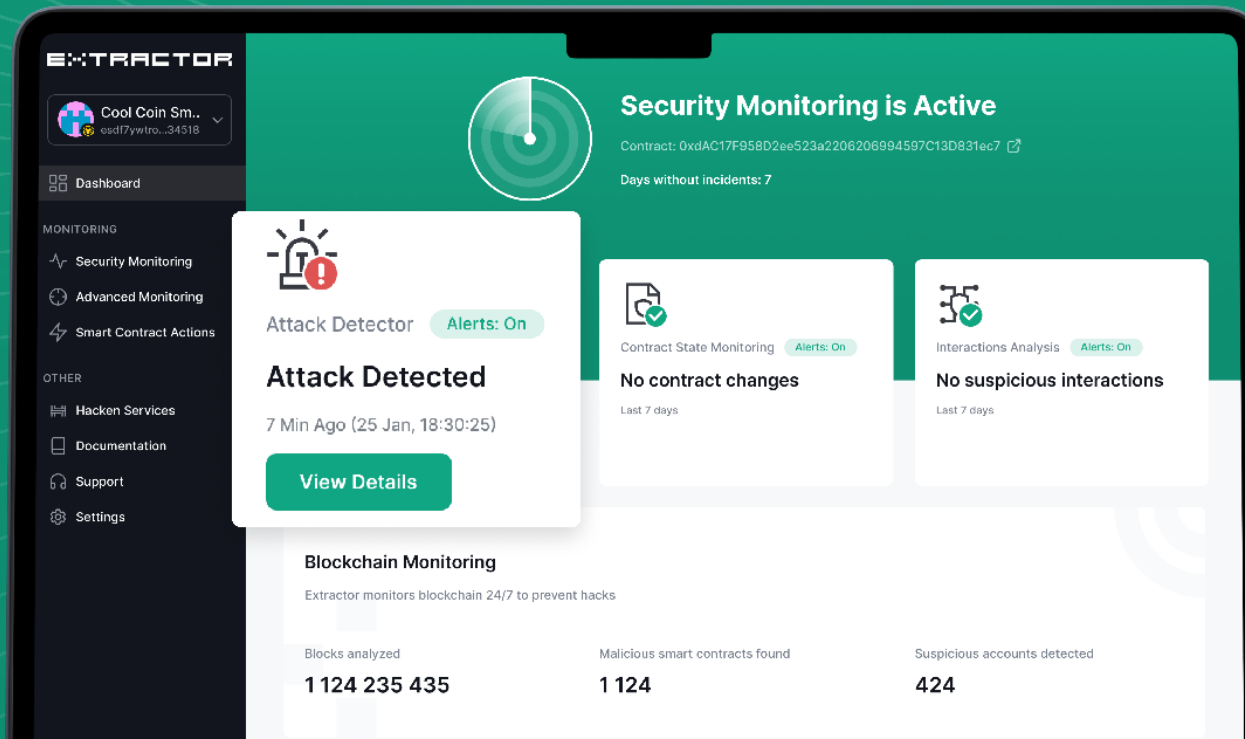 EXTRACTOR
Cool Coin Sm..
esdf7ywtro...34518
Dashboard
MONITORING
Security Monitoring
Advanced Monitoring
Smart Contract Actions
OTHER
Hacken Services
Documentation
Support
Settings
Security Monitoring is Active
Contract: 0xdAC17F958D2ee523a2206206994597C13D831ec7
Days without incidents: 7
Attack Detector Alerts: On
Attack Detected
7 Min Ago (25 Jan, 18:30:25)
View Details
Contract State Monitoring Alerts: On
No contract changes
Last 7 days
Interactions Analysis Alerts: On
No suspicious interactions
Last 7 days
Blockchain Monitoring
Extractor monitors blockchain 24/7 to prevent hacks
Blocks analyzed
1 124 235 435
Malicious smart contracts found
1 124
Suspicious accounts detected
424